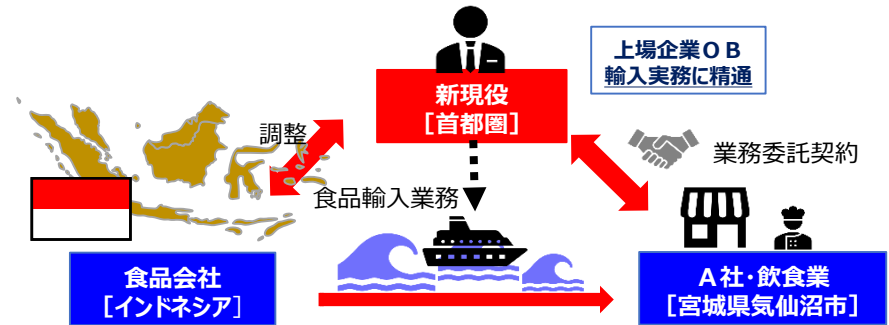 上場企業ＯＢ
輸入実務に精通
新現役
［首都圏］
調整
業務委託契約
食品輸入業務
食品会社
［インドネシア］
Ａ社・飲食業
［宮城県気仙沼市］